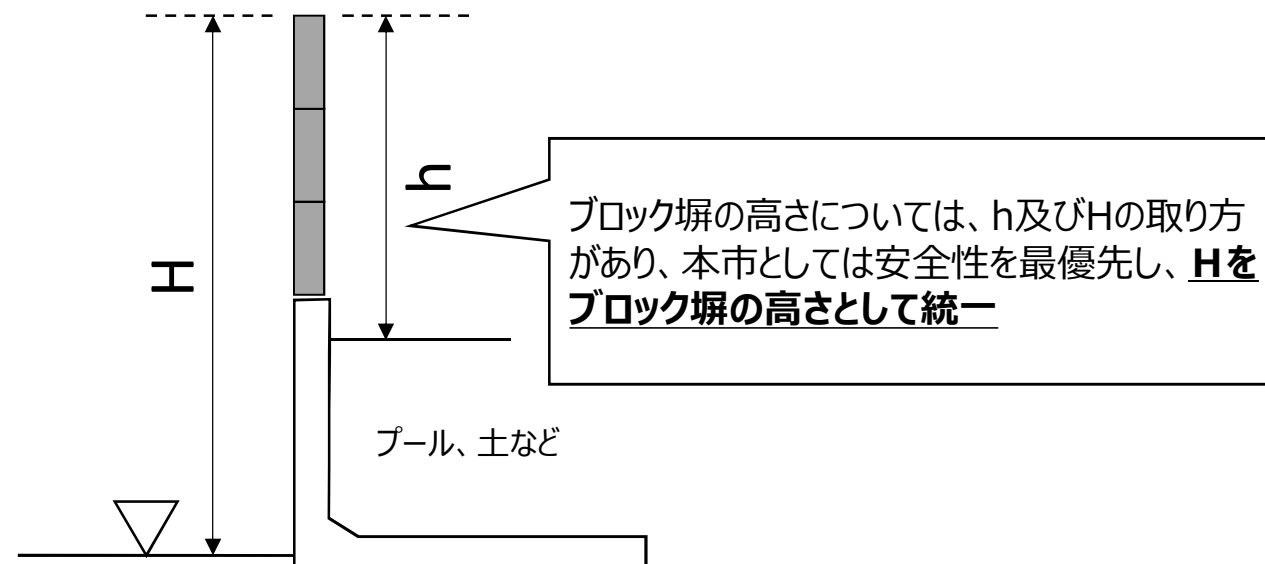 h
H
ブロック塀の高さについては、h及びHの取り方
があり、本市としては安全性を最優先し、Hを
ブロック塀の高さとして統一
プール、土など